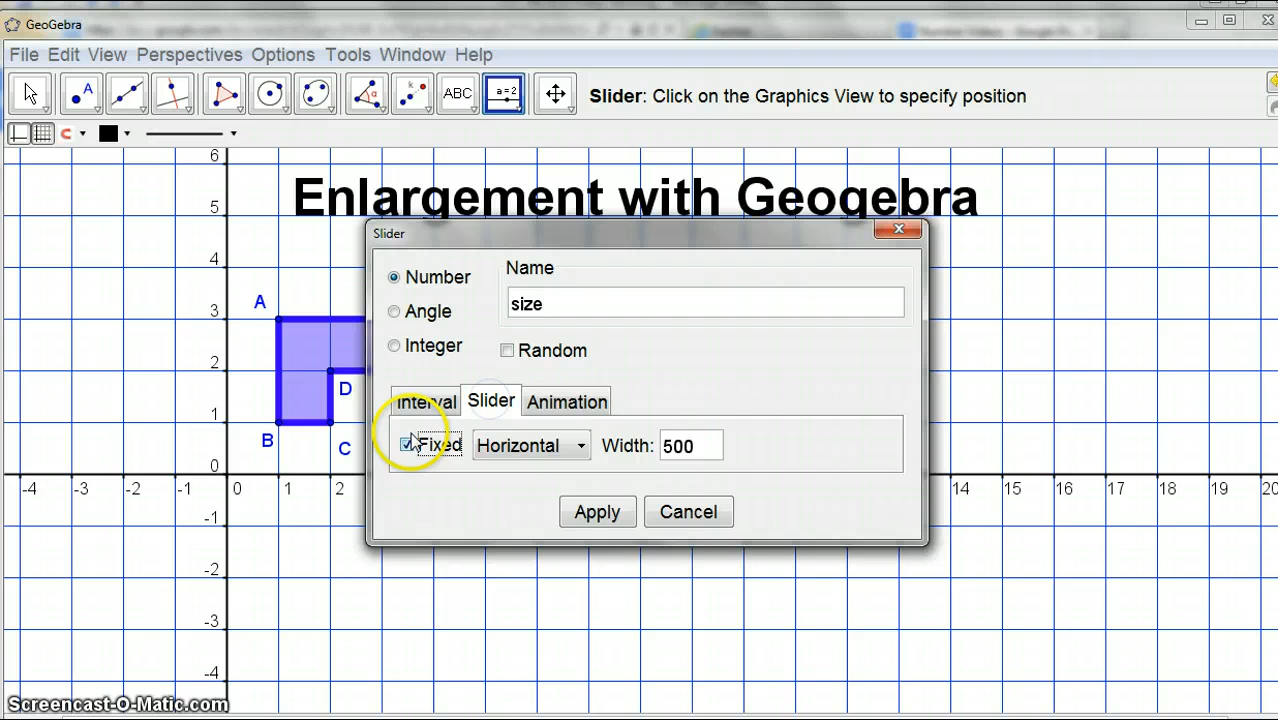 GeoGebra
File Edit View Perspectives Options Tools Window Help
A
k
ABC
a=2
Slider: Click on the Graphics View to specify position
Enlargement with Geogebra
Slider
Number
Angle
Integer
Name
size
Random
Interval Slider Animation
Fixed Horizontal Width: 500
Apply Cancel
6
5
4
3
2
1
0
-1
-2
-3
-4
A
B
C
D
-4 -3 -2 -1 0 1 2 14 15 16 17 18 19 20
Screencast-O-Matic.com